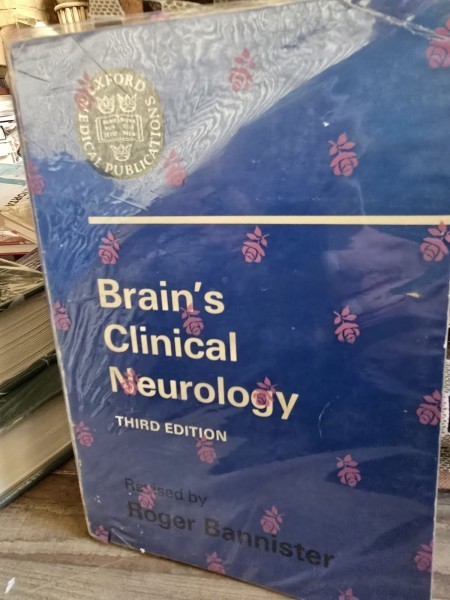 OXFORD MEDICAL PUBLICATIONS
Brain's
Clinical
Neurology
THIRD EDITION
Revised by
Roger Bannister